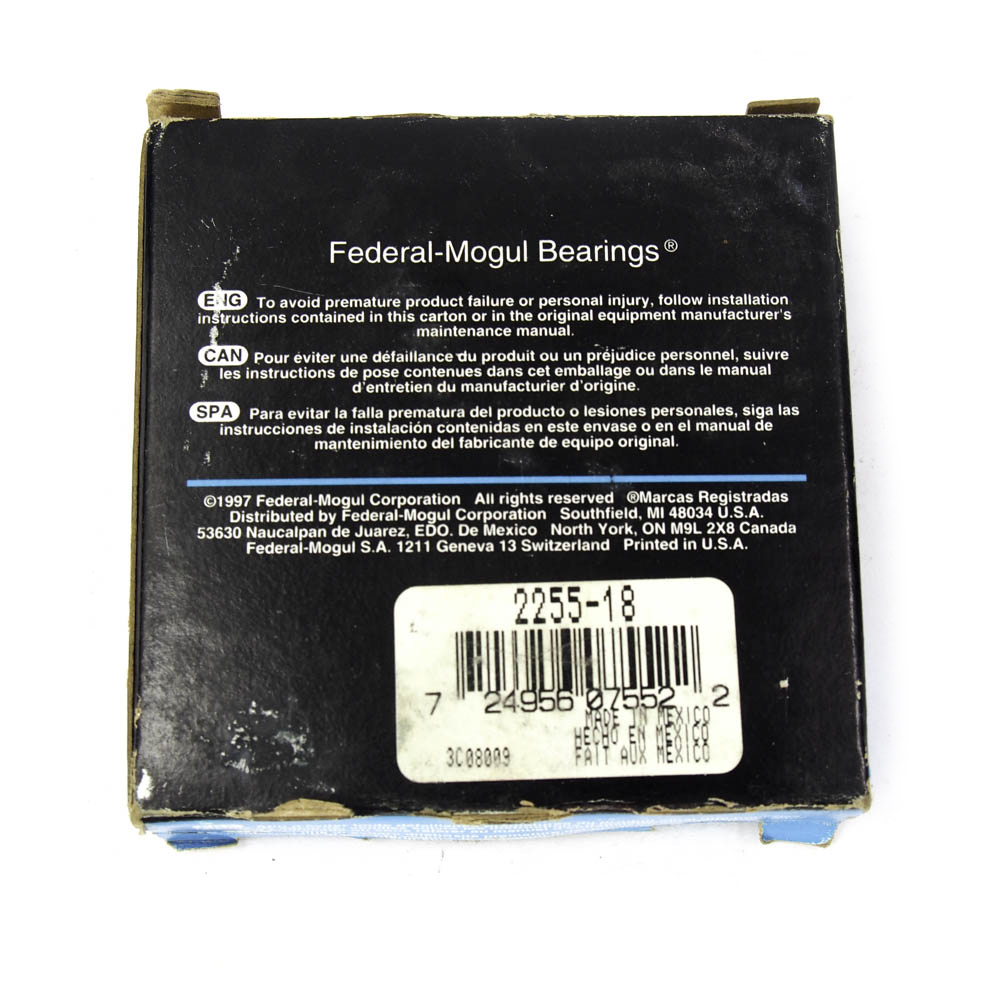 Federal-Mogul Bearings®
ENG To avoid premature product failure or personal injury, follow installation
instructions contained in this carton or in the original equipment manufacturer's
maintenance manual.
CAN Pour éviter une défaillance du produit ou un préjudice personnel, suivre
les instructions de pose contenues dans cet emballage ou dans le manual
d'entretien du manufacturier d'origine.
SPA Para evitar la falla prematura del producto o lesiones personales, siga las
instrucciones de instalación contenidas en este envase o en el manual de
mantenimiento del fabricante de equipo original.
©1997 Federal-Mogul Corporation All rights reserved ®Marcas Registradas
Distributed by Federal-Mogul Corporation Southfield, MI 48034 U.S.A.
53630 Naucalpan de Juarez, EDO. De Mexico North York, ON M9L 2X8 Canada
Federal-Mogul S.A. 1211 Geneva 13 Switzerland Printed in U.S.A.
2255-18
7 24956 07552 2
MADE IN MEXICO
HECHO EN MEXICO
3C08009 FAIT AUX MEXICO